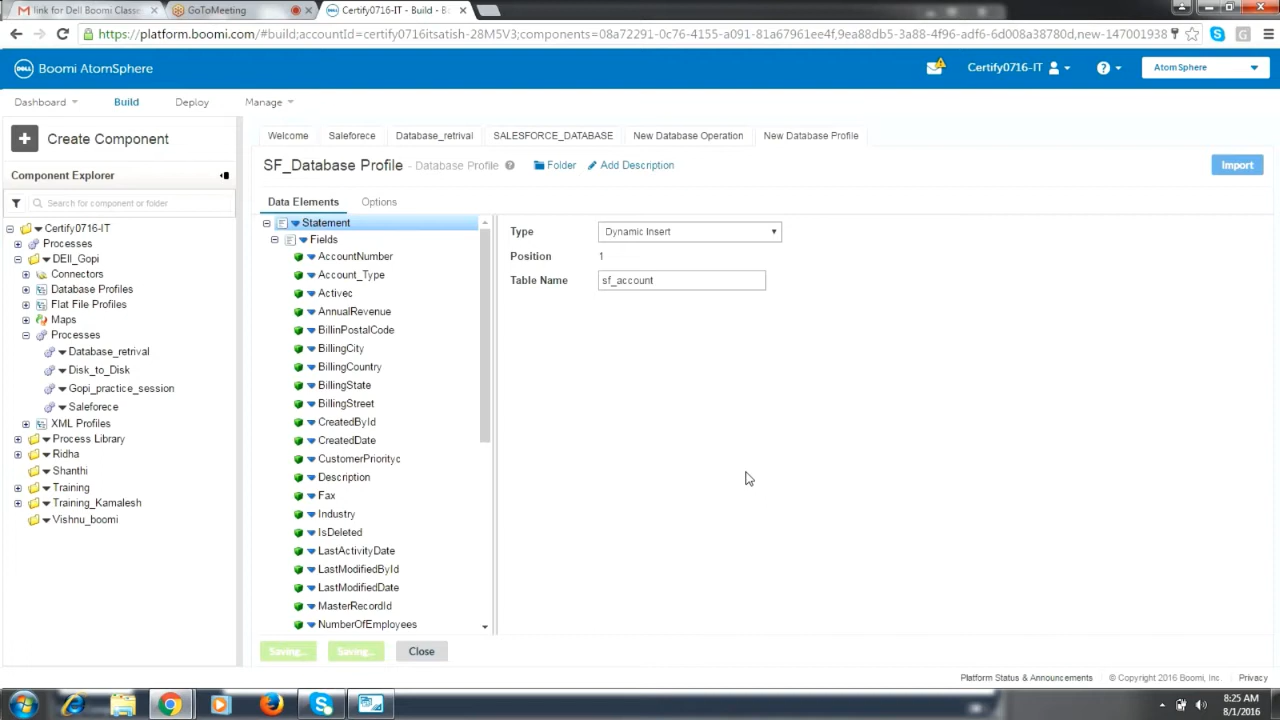 link for Dell Boomi Classe
GoToMeeting
Certify0716-IT - Build - Bo
https://platform.boomi.com/#build;accountId=certify0716itsatish-28M5V3;components=08a72291-0c76-4155-a091-81a67961ee4f,9ea88db5-3a88-4f96-adf6-6d008a38780d,new-147001938
DELL Boomi AtomSphere
Certify0716-IT
AtomSphere
Dashboard Build Deploy Manage
Create Component
Welcome Saleforece Database_retrival SALESFORCE_DATABASE New Database Operation New Database Profile
SF_Database Profile - Database Profile Folder Add Description
Import
Component Explorer
Search for component or folder
Certify0716-IT
Processes
DEll_Gopi
Connectors
Database Profiles
Flat File Profiles
Maps
Processes
Database_retrival
Disk_to_Disk
Gopi_practice_session
Saleforece
XML Profiles
Process Library
Ridha
Shanthi
Training
Training_Kamalesh
Vishnu_boomi
Data Elements Options
Statement
Fields
AccountNumber
Account_Type
Activec
AnnualRevenue
BillinPostalCode
BillingCity
BillingCountry
BillingState
BillingStreet
CreatedById
CreatedDate
CustomerPriorityc
Description
Fax
Industry
IsDeleted
LastActivityDate
LastModifiedById
LastModifiedDate
MasterRecordId
NumberOfEmployees
Type Dynamic Insert
Position 1
Table Name sf_account
Saving... Saving... Close
Platform Status & Announcements © Copyright 2016 Boomi, Inc. Privacy
8:25 AM
8/1/2016